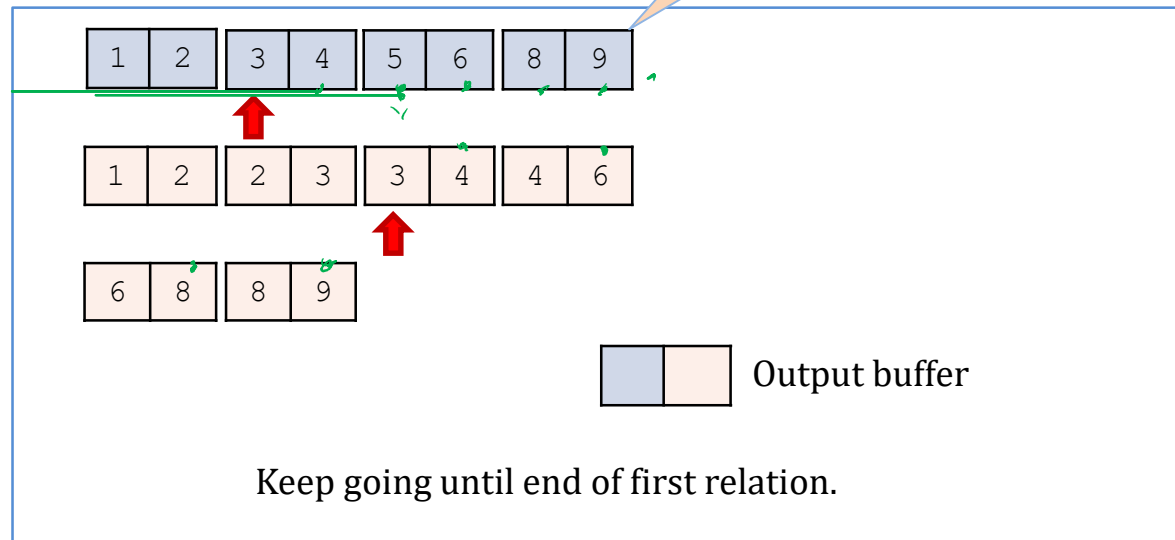 1 2 3 4 5 6 8 9
1 2 2 3 3 4 4 6
6 8 8 9
Output buffer
Keep going until end of first relation.